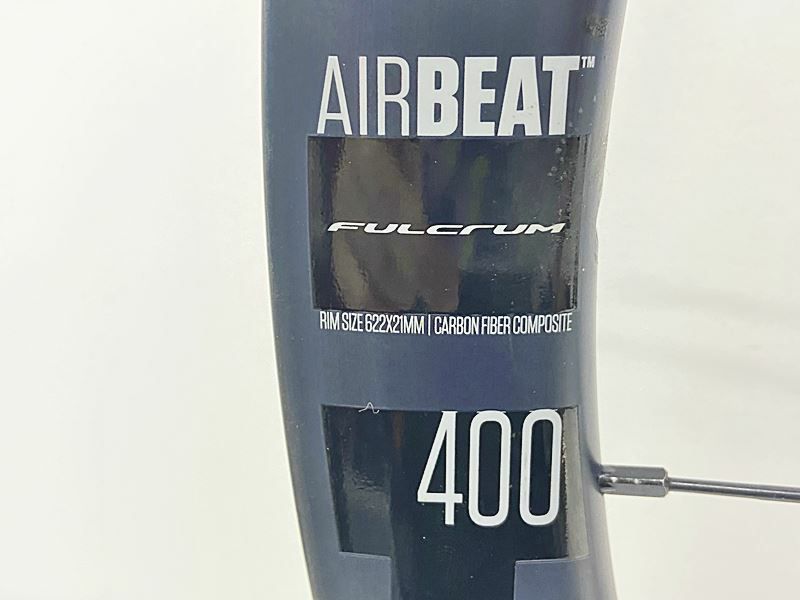 AIRBEAT™
FULCRUM
RIM SIZE 622X21MM | CARBON FIBER COMPOSITE
400